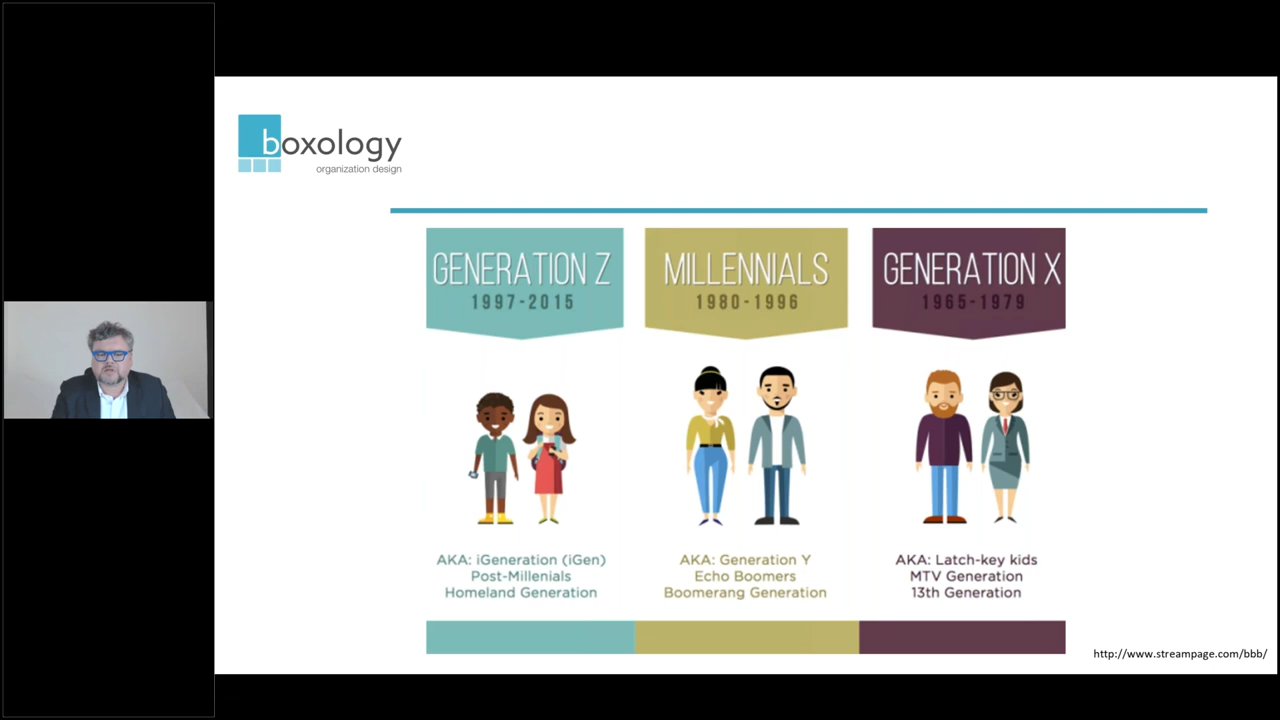 boxology
organization design
GENERATION Z
1997-2015
MILLENNIALS
1980-1996
GENERATION X
1965-1979
AKA: iGeneration (iGen)
Post-Millenials
Homeland Generation
AKA: Generation Y
Echo Boomers
Boomerang Generation
AKA: Latch-key kids
MTV Generation
13th Generation
http://www.streampage.com/bbb/